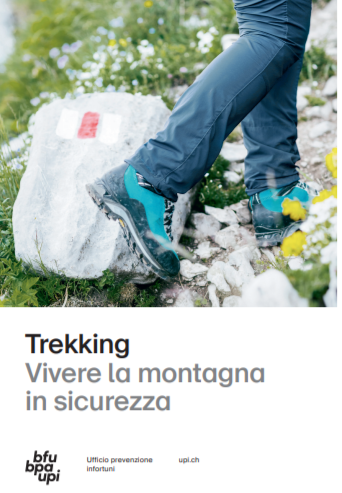 Trekking
Vivere la montagna
in sicurezza
bfu
bpa
upi
Ufficio prevenzione
infortuni
upi.ch